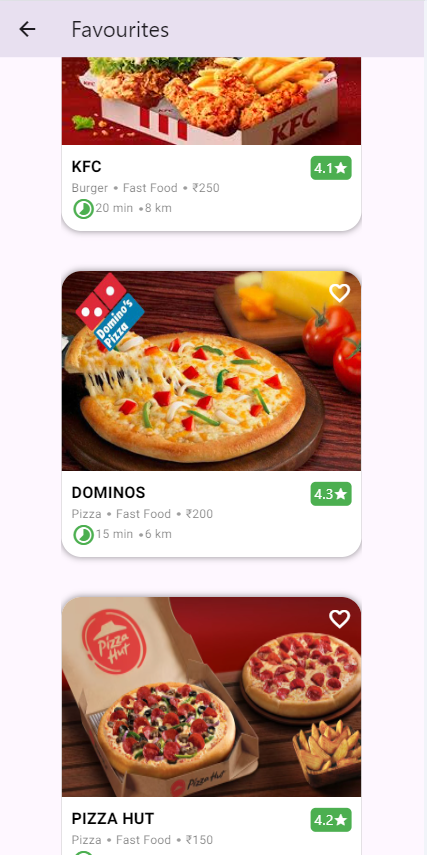 Favourites
KFC
KFC
4.1★
Burger • Fast Food • ₹250
20 min •8 km
Domino's
Pizza
DOMINOS
4.3★
Pizza • Fast Food • ₹200
15 min •6 km
Pizza
Hut
Pizza Hut
PIZZA HUT
4.2★
Pizza • Fast Food • ₹150